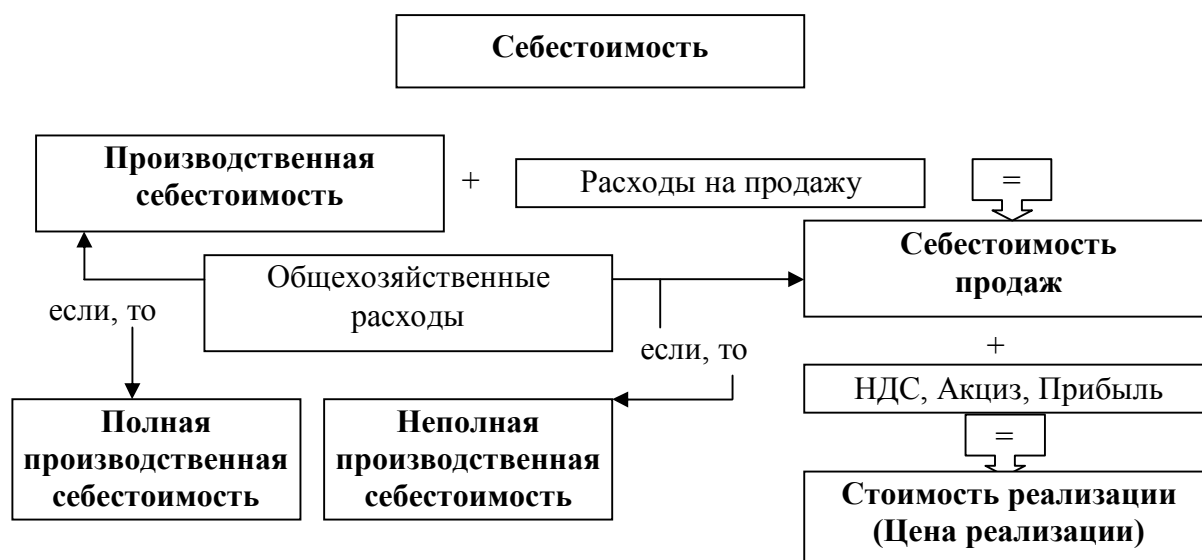 Себестоимость
Производственная
себестоимость
+
Расходы на продажу
=
Себестоимость
продаж
Общехозяйственные
расходы
если, то
если, то
+
НДС, Акциз, Прибыль
Полная
производственная
себестоимость
Неполная
производственная
себестоимость
=
Стоимость реализации
(Цена реализации)